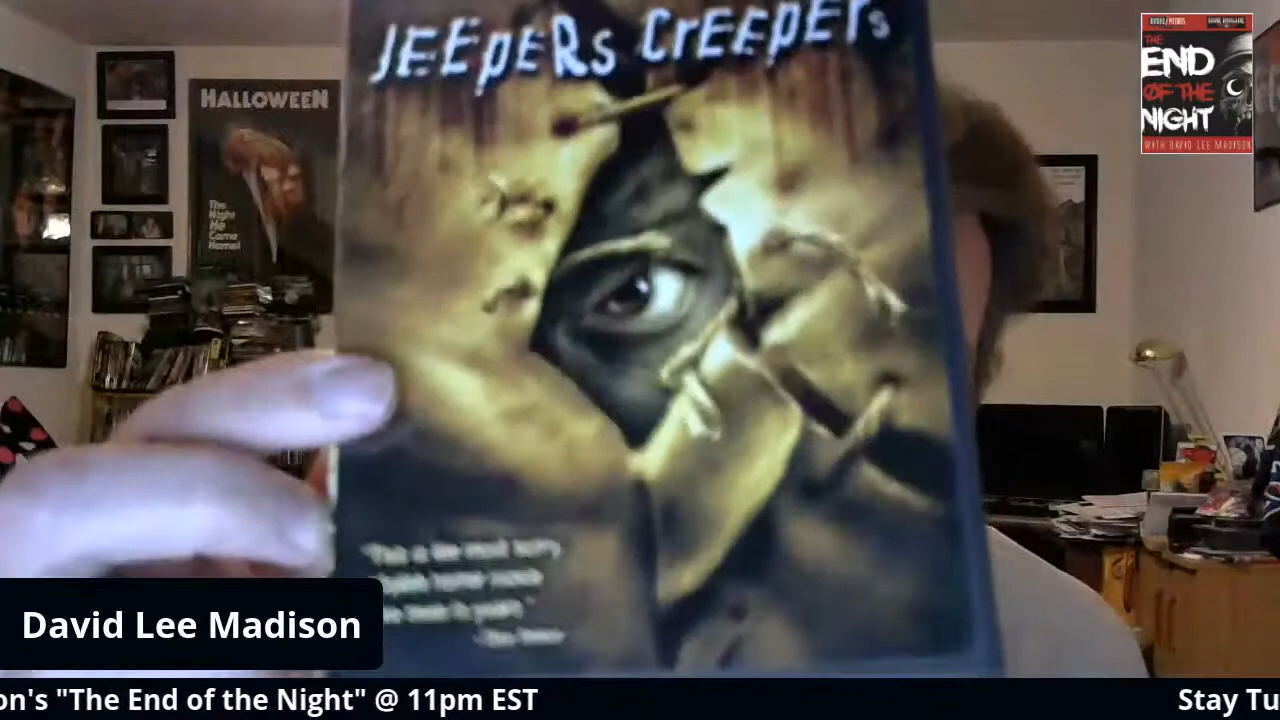 JEEPERS CREEPERS
HALLOWEEN
The
Night
He
Came
Home!
THE
END
OF THE
NIGHT
WITH DAVID LEE MADISON
David Lee Madison
on's "The End of the Night" @ 11pm EST
Stay Tu